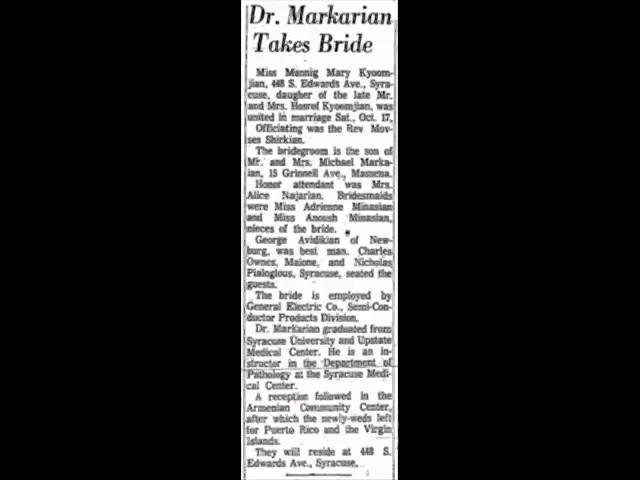 Dr. Markarian
Takes Bride
Miss Mannig Mary Kyoom-
jian, 448 S. Edwards Ave., Syra-
cuse, daugher of the late Mr.
and Mrs. Hosrof Kyoomjian, was
united in marriage Sat., Oct. 17.
Officiating was the Rev. Mov-
ses Shirkian.
The bridegroom is the son of
Mr. and Mrs. Michael Marka-
ian, 15 Grinnell Ave., Massena.
Honor attendant was Mrs.
Alice Najarian. Bridesmaids
were Miss Adrienne Minasian
and Miss Anoush Minasian,
nieces of the bride.
George Avidikian of New-
burg, was best man. Charles
Ownes, Malone, and Nicholas
Pialoglous, Syracuse, seated the
guests.
The bride is employed by
General Electric Co., Semi-Con-
ductor Products Division.
Dr. Markarian graduated from
Syracuse University and Upstate
Medical Center. He is an in-
structor in the Department of
Pathology at the Syracuse Medi-
cal Center.
A reception followed in the
Armenian Community Center,
after which the newly-weds left
for Puerto Rico and the Virgin
Islands.
They will reside at 448 S.
Edwards Ave., Syracuse.